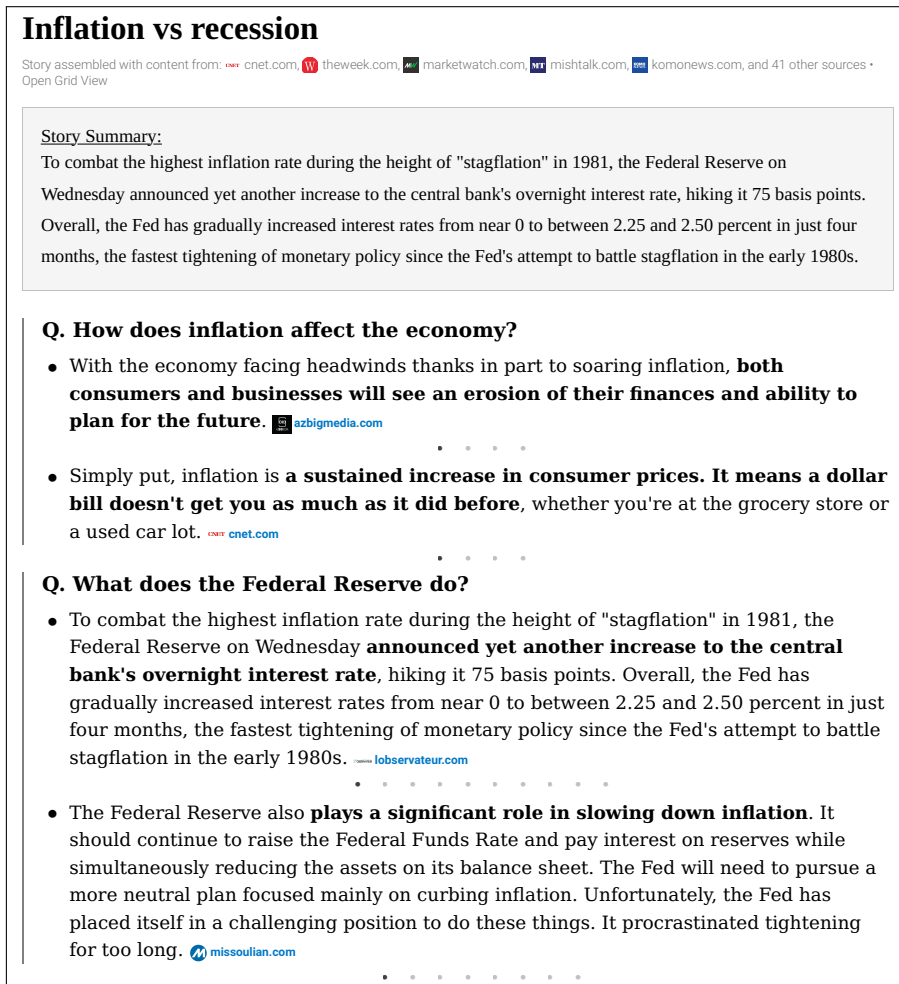 Inflation vs recession
Story assembled with content from: CNET cnet.com, W theweek.com, MW marketwatch.com, MT mishtalk.com, komonews.com, and 41 other sources •
Open Grid View
Story Summary:
To combat the highest inflation rate during the height of "stagflation" in 1981, the Federal Reserve on
Wednesday announced yet another increase to the central bank's overnight interest rate, hiking it 75 basis points.
Overall, the Fed has gradually increased interest rates from near 0 to between 2.25 and 2.50 percent in just four
months, the fastest tightening of monetary policy since the Fed's attempt to battle stagflation in the early 1980s.
Q. How does inflation affect the economy?
• With the economy facing headwinds thanks in part to soaring inflation, both
consumers and businesses will see an erosion of their finances and ability to
plan for the future. azbigmedia.com
• Simply put, inflation is a sustained increase in consumer prices. It means a dollar
bill doesn't get you as much as it did before, whether you're at the grocery store or
a used car lot. CNET cnet.com
Q. What does the Federal Reserve do?
• To combat the highest inflation rate during the height of "stagflation" in 1981, the
Federal Reserve on Wednesday announced yet another increase to the central
bank's overnight interest rate, hiking it 75 basis points. Overall, the Fed has
gradually increased interest rates from near 0 to between 2.25 and 2.50 percent in just
four months, the fastest tightening of monetary policy since the Fed's attempt to battle
stagflation in the early 1980s. lobservateur.com
• The Federal Reserve also plays a significant role in slowing down inflation. It
should continue to raise the Federal Funds Rate and pay interest on reserves while
simultaneously reducing the assets on its balance sheet. The Fed will need to pursue a
more neutral plan focused mainly on curbing inflation. Unfortunately, the Fed has
placed itself in a challenging position to do these things. It procrastinated tightening
for too long. M missoulian.com